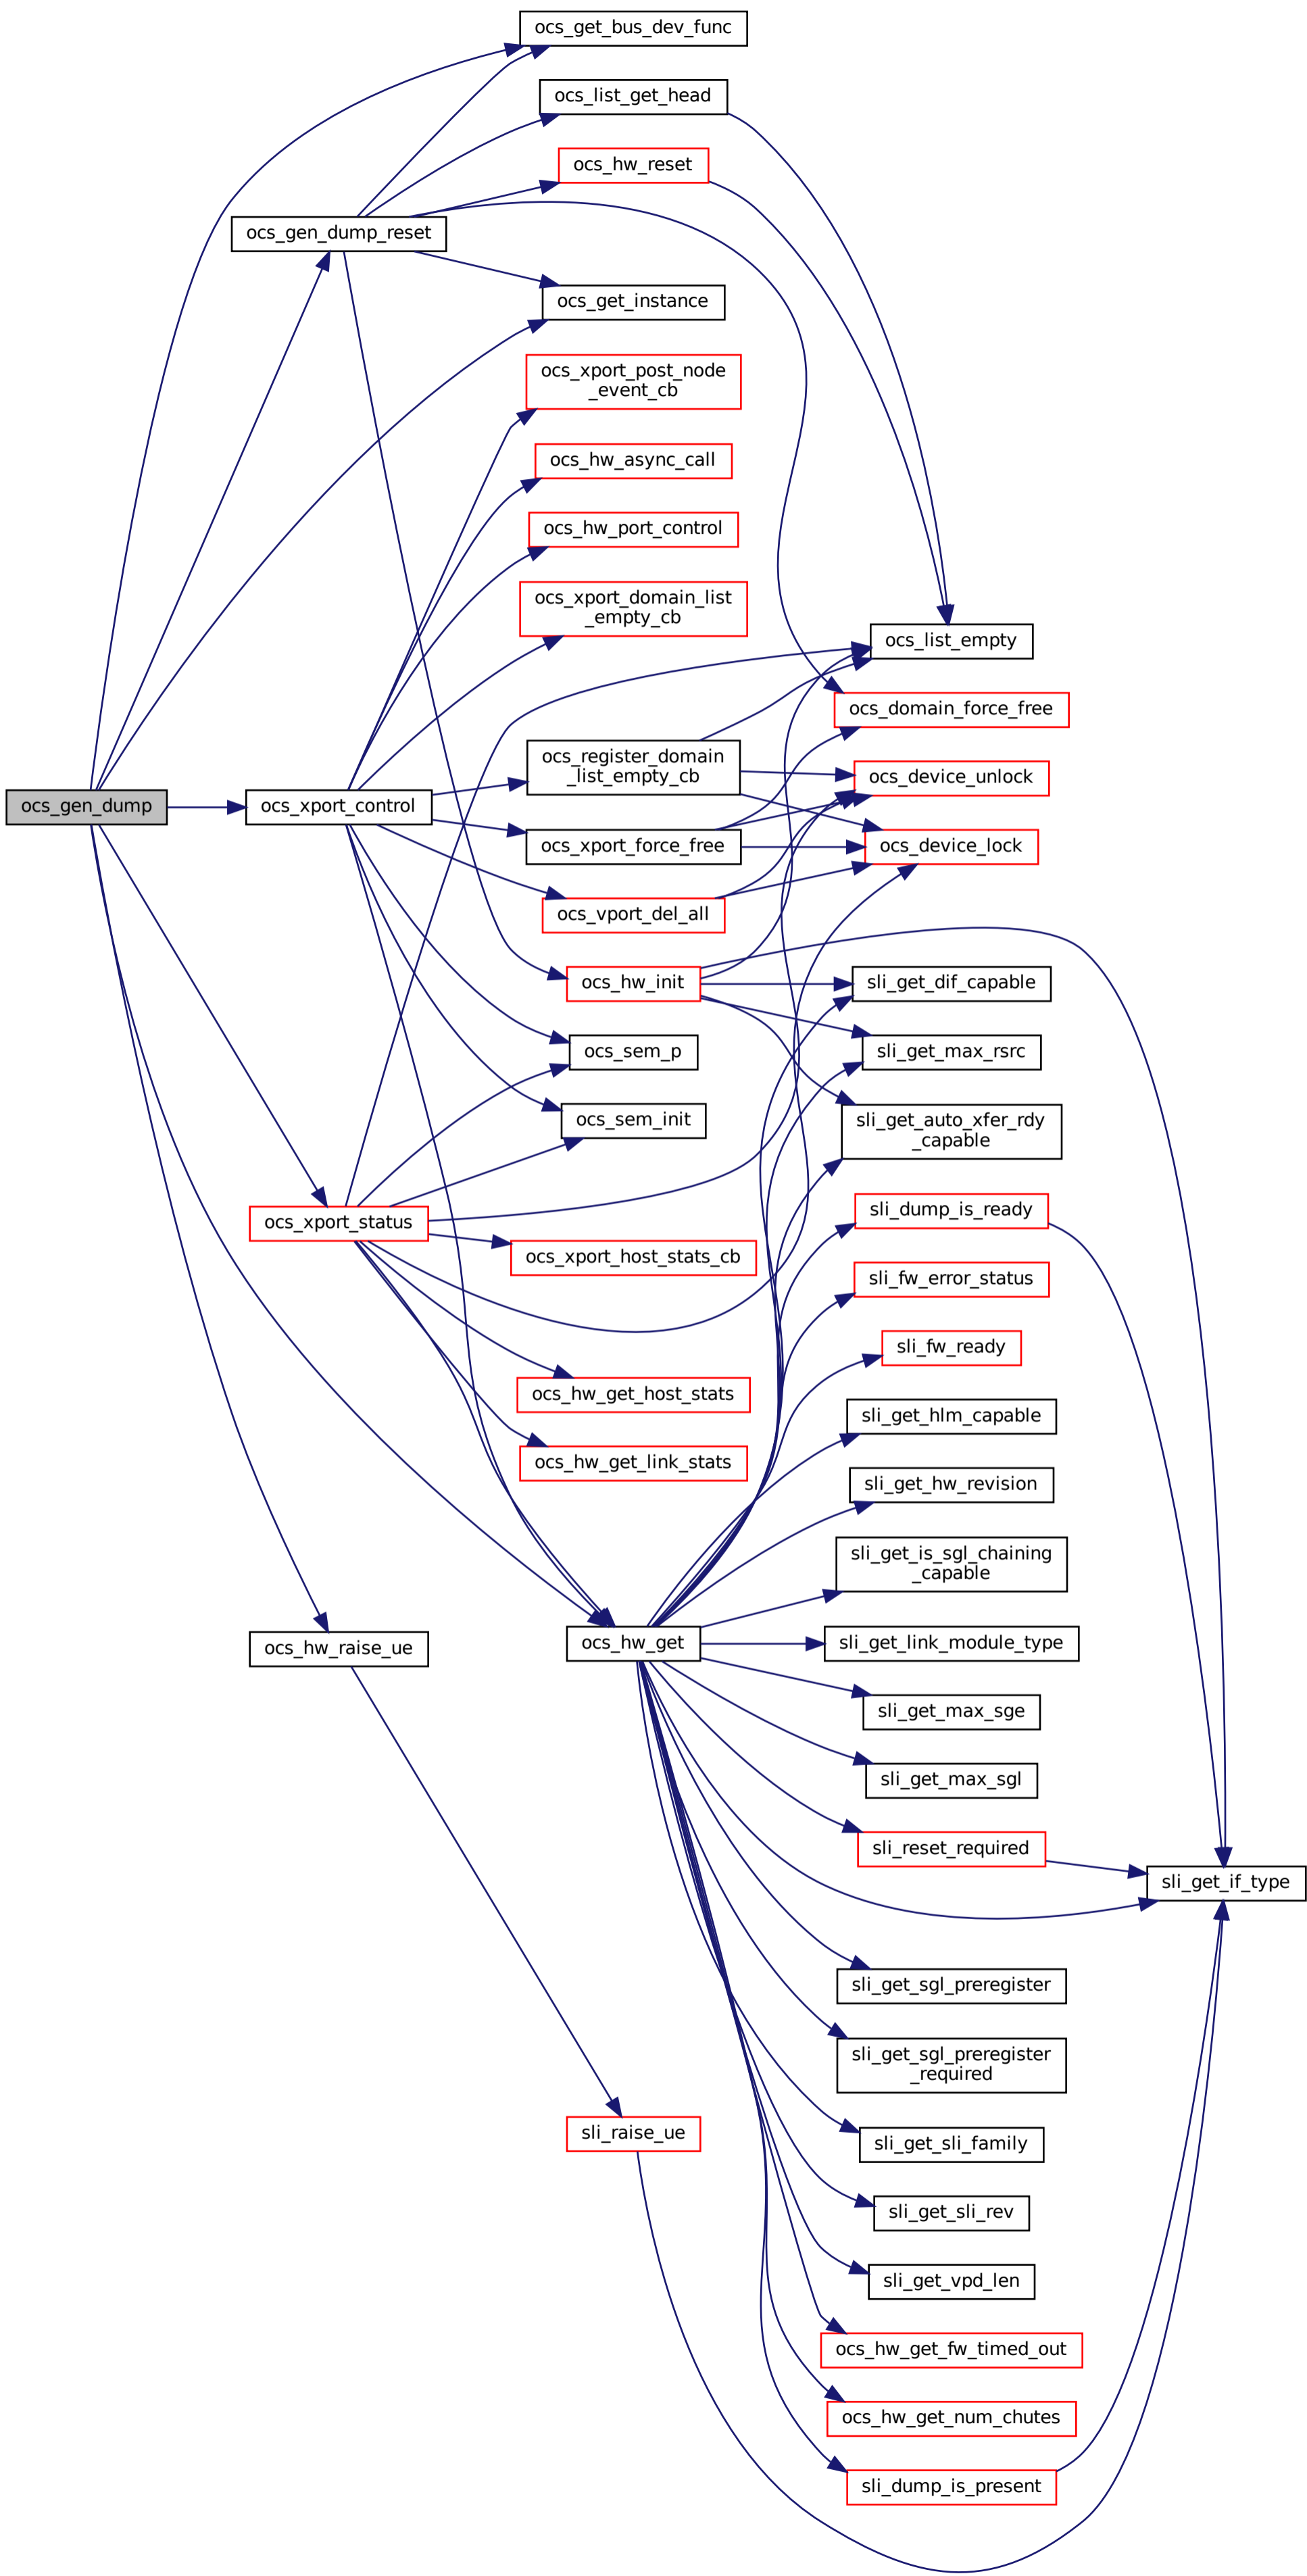 ocs_get_bus_dev_func
ocs_list_get_head
ocs_hw_reset
ocs_gen_dump_reset
ocs_get_instance
ocs_xport_post_node
_event_cb
ocs_hw_async_call
ocs_hw_port_control
ocs_xport_domain_list
_empty_cb
ocs_list_empty
ocs_domain_force_free
ocs_register_domain
_list_empty_cb
ocs_device_unlock
ocs_gen_dump
ocs_xport_control
ocs_xport_force_free
ocs_device_lock
ocs_vport_del_all
ocs_hw_init
sli_get_dif_capable
ocs_sem_p
sli_get_max_rsrc
ocs_sem_init
sli_get_auto_xfer_rdy
_capable
sli_dump_is_ready
ocs_xport_status
ocs_xport_host_stats_cb
sli_fw_error_status
sli_fw_ready
ocs_hw_get_host_stats
sli_get_hlm_capable
ocs_hw_get_link_stats
sli_get_hw_revision
sli_get_is_sgl_chaining
_capable
ocs_hw_raise_ue
ocs_hw_get
sli_get_link_module_type
sli_get_max_sge
sli_get_max_sgl
sli_reset_required
sli_get_if_type
sli_get_sgl_preregister
sli_get_sgl_preregister
_required
sli_raise_ue
sli_get_sli_family
sli_get_sli_rev
sli_get_vpd_len
ocs_hw_get_fw_timed_out
ocs_hw_get_num_chutes
sli_dump_is_present